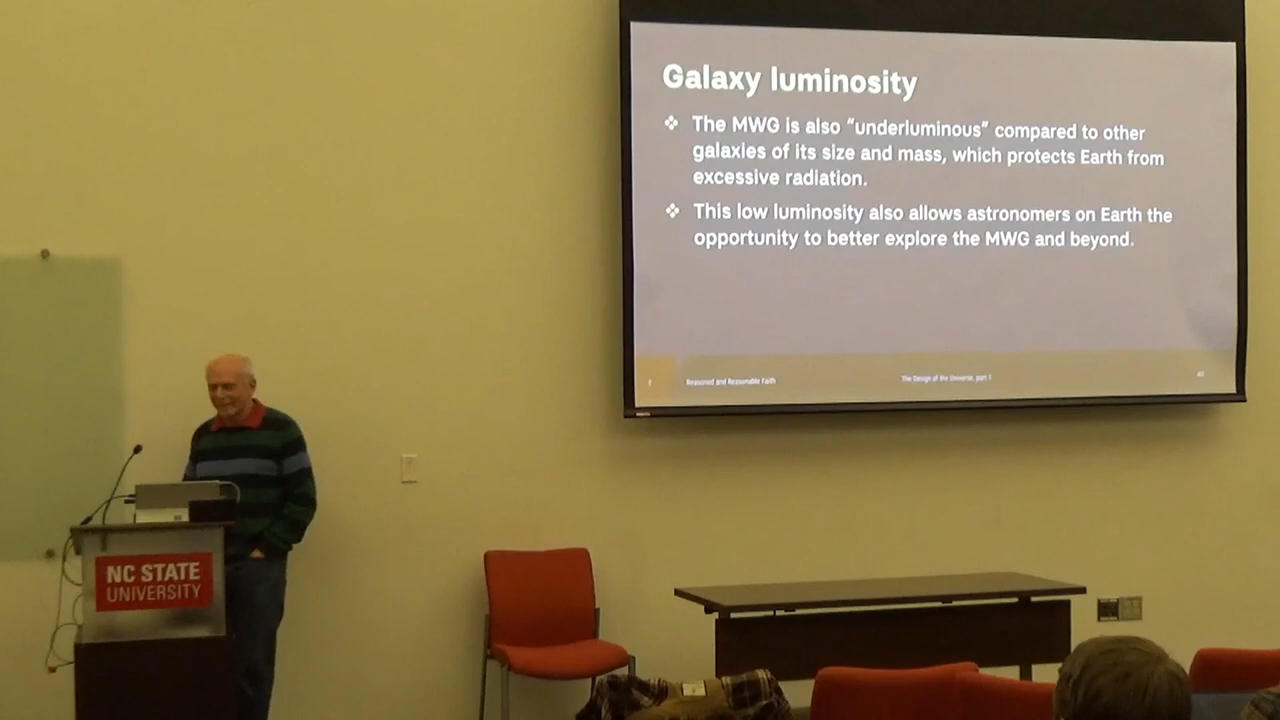 Galaxy luminosity
❖ The MWG is also “underluminous” compared to other
galaxies of its size and mass, which protects Earth from
excessive radiation.
❖ This low luminosity also allows astronomers on Earth the
opportunity to better explore the MWG and beyond.
Reasoned and Reasonable Faith
The Design of the Universe, part 1
NC STATE
UNIVERSITY